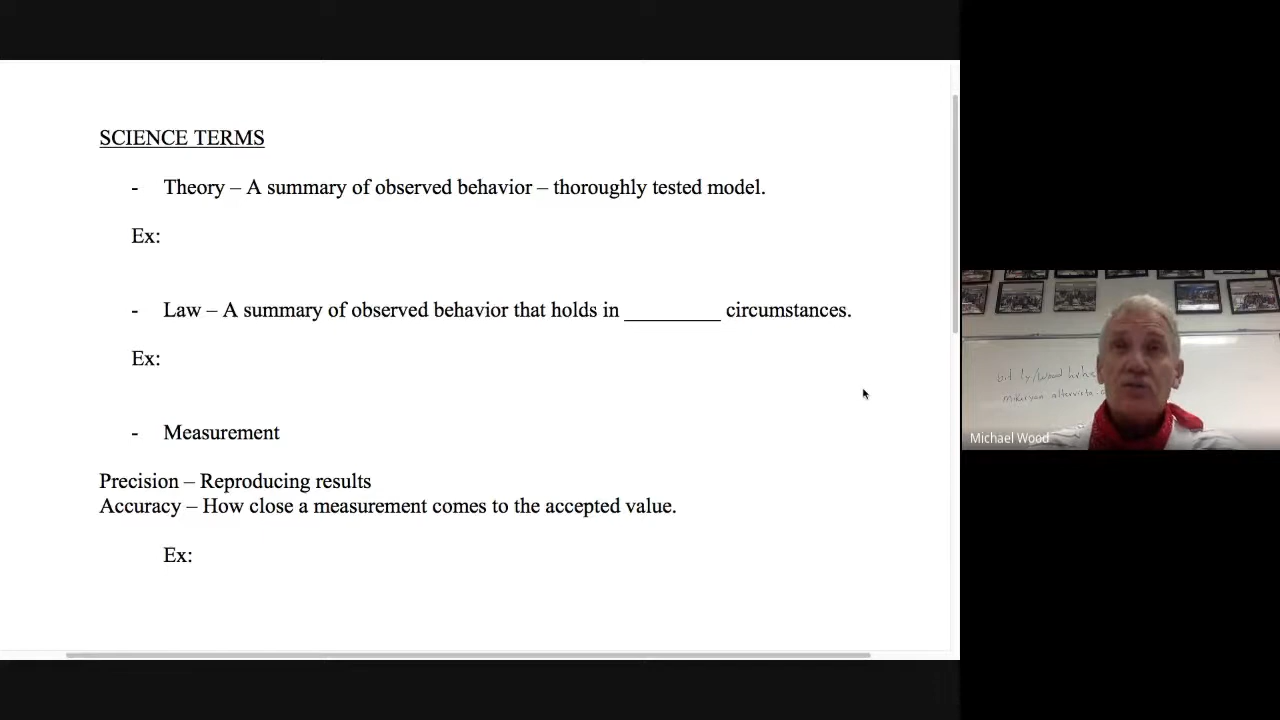 SCIENCE TERMS
- Theory – A summary of observed behavior – thoroughly tested model.
Ex:
- Law – A summary of observed behavior that holds in _________ circumstances.
Ex:
- Measurement
Precision – Reproducing results
Accuracy – How close a measurement comes to the accepted value.
Ex:
Michael Wood